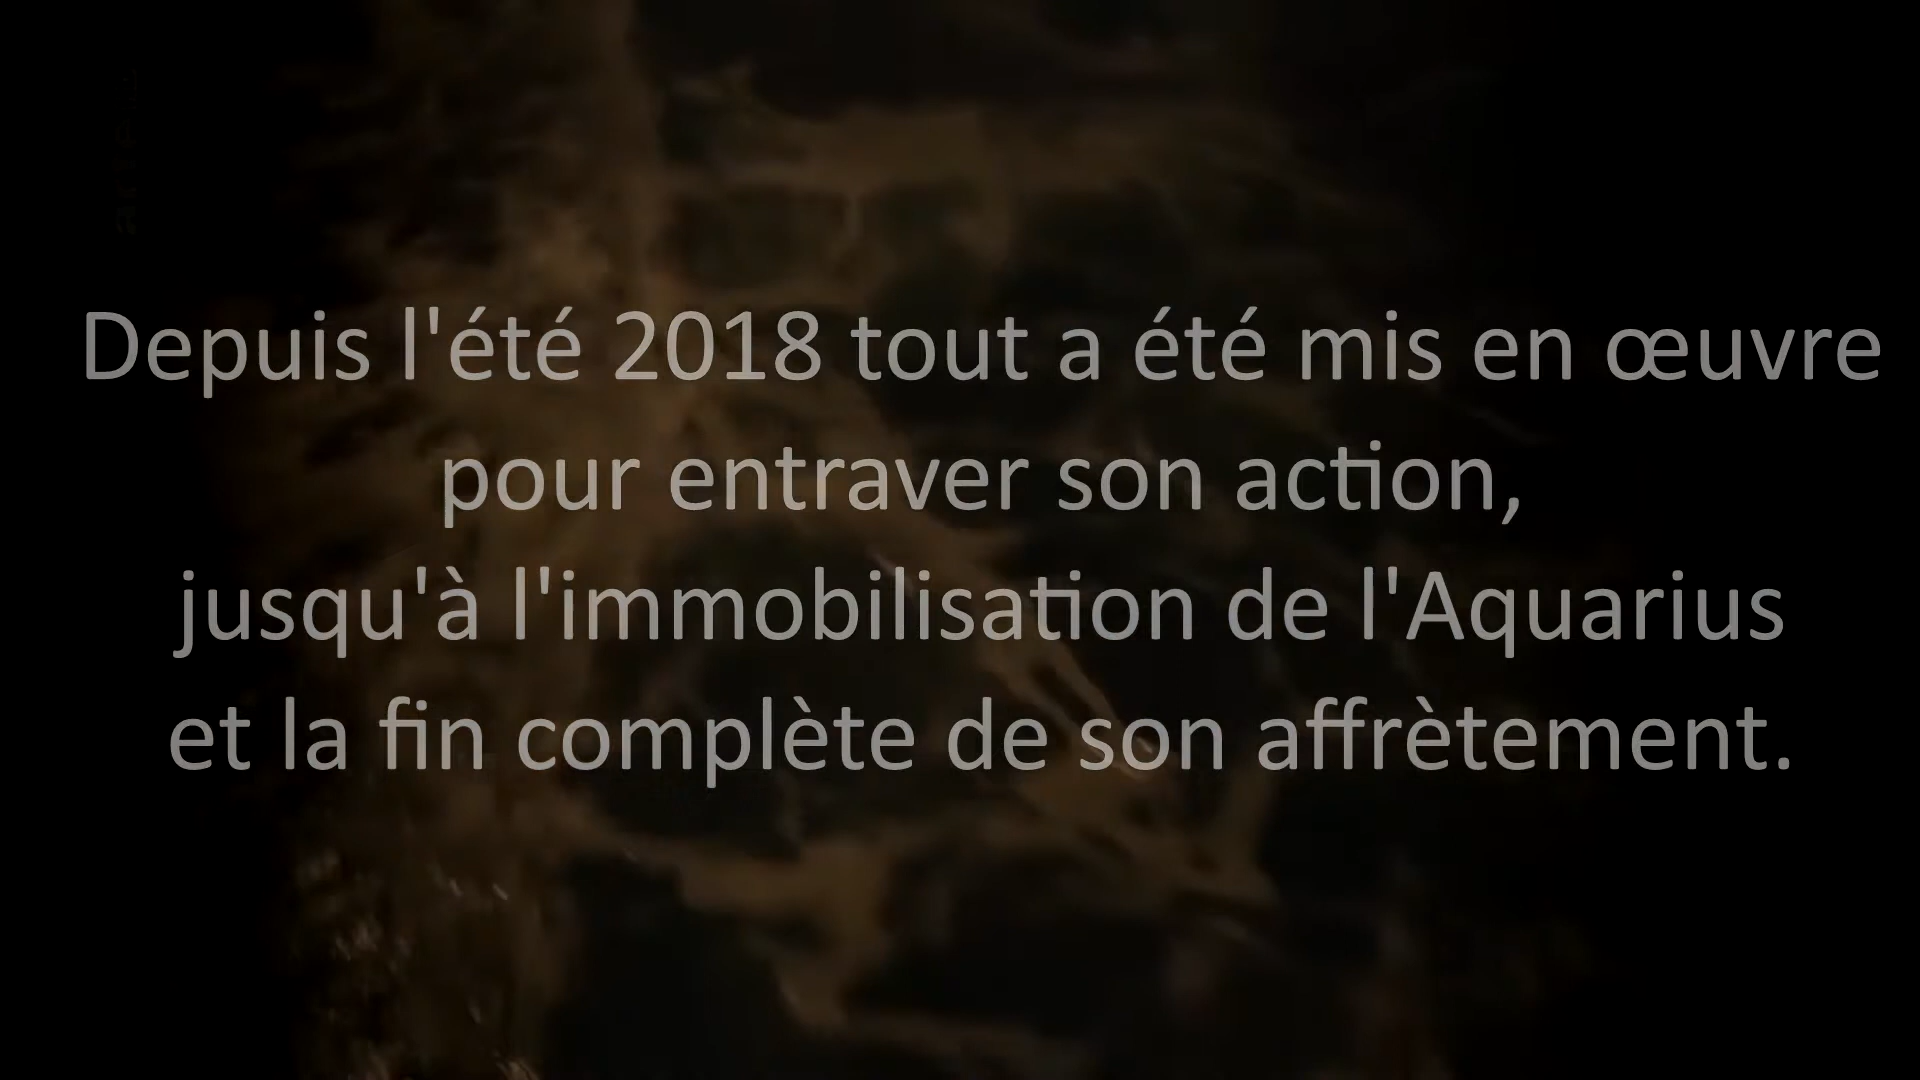 Depuis l'été 2018 tout a été mis en œuvre
pour entraver son action,
jusqu'à l'immobilisation de l'Aquarius
et la fin complète de son affrètement.